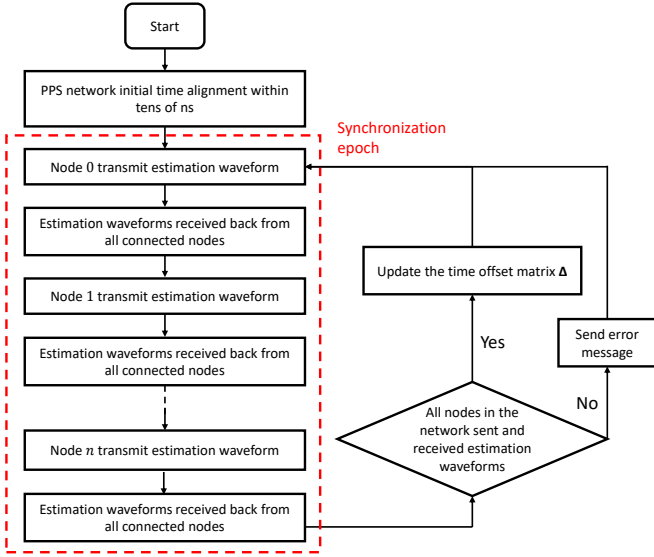 Start
PPS network initial time alignment within
tens of ns
Synchronization
epoch
Node 0 transmit estimation waveform
Estimation waveforms received back from
all connected nodes
Node 1 transmit estimation waveform
Estimation waveforms received back from
all connected nodes
Node n transmit estimation waveform
Estimation waveforms received back from
all connected nodes
All nodes in the
network sent and
received estimation
waveforms
Yes
Update the time offset matrix Δ
No
Send error
message